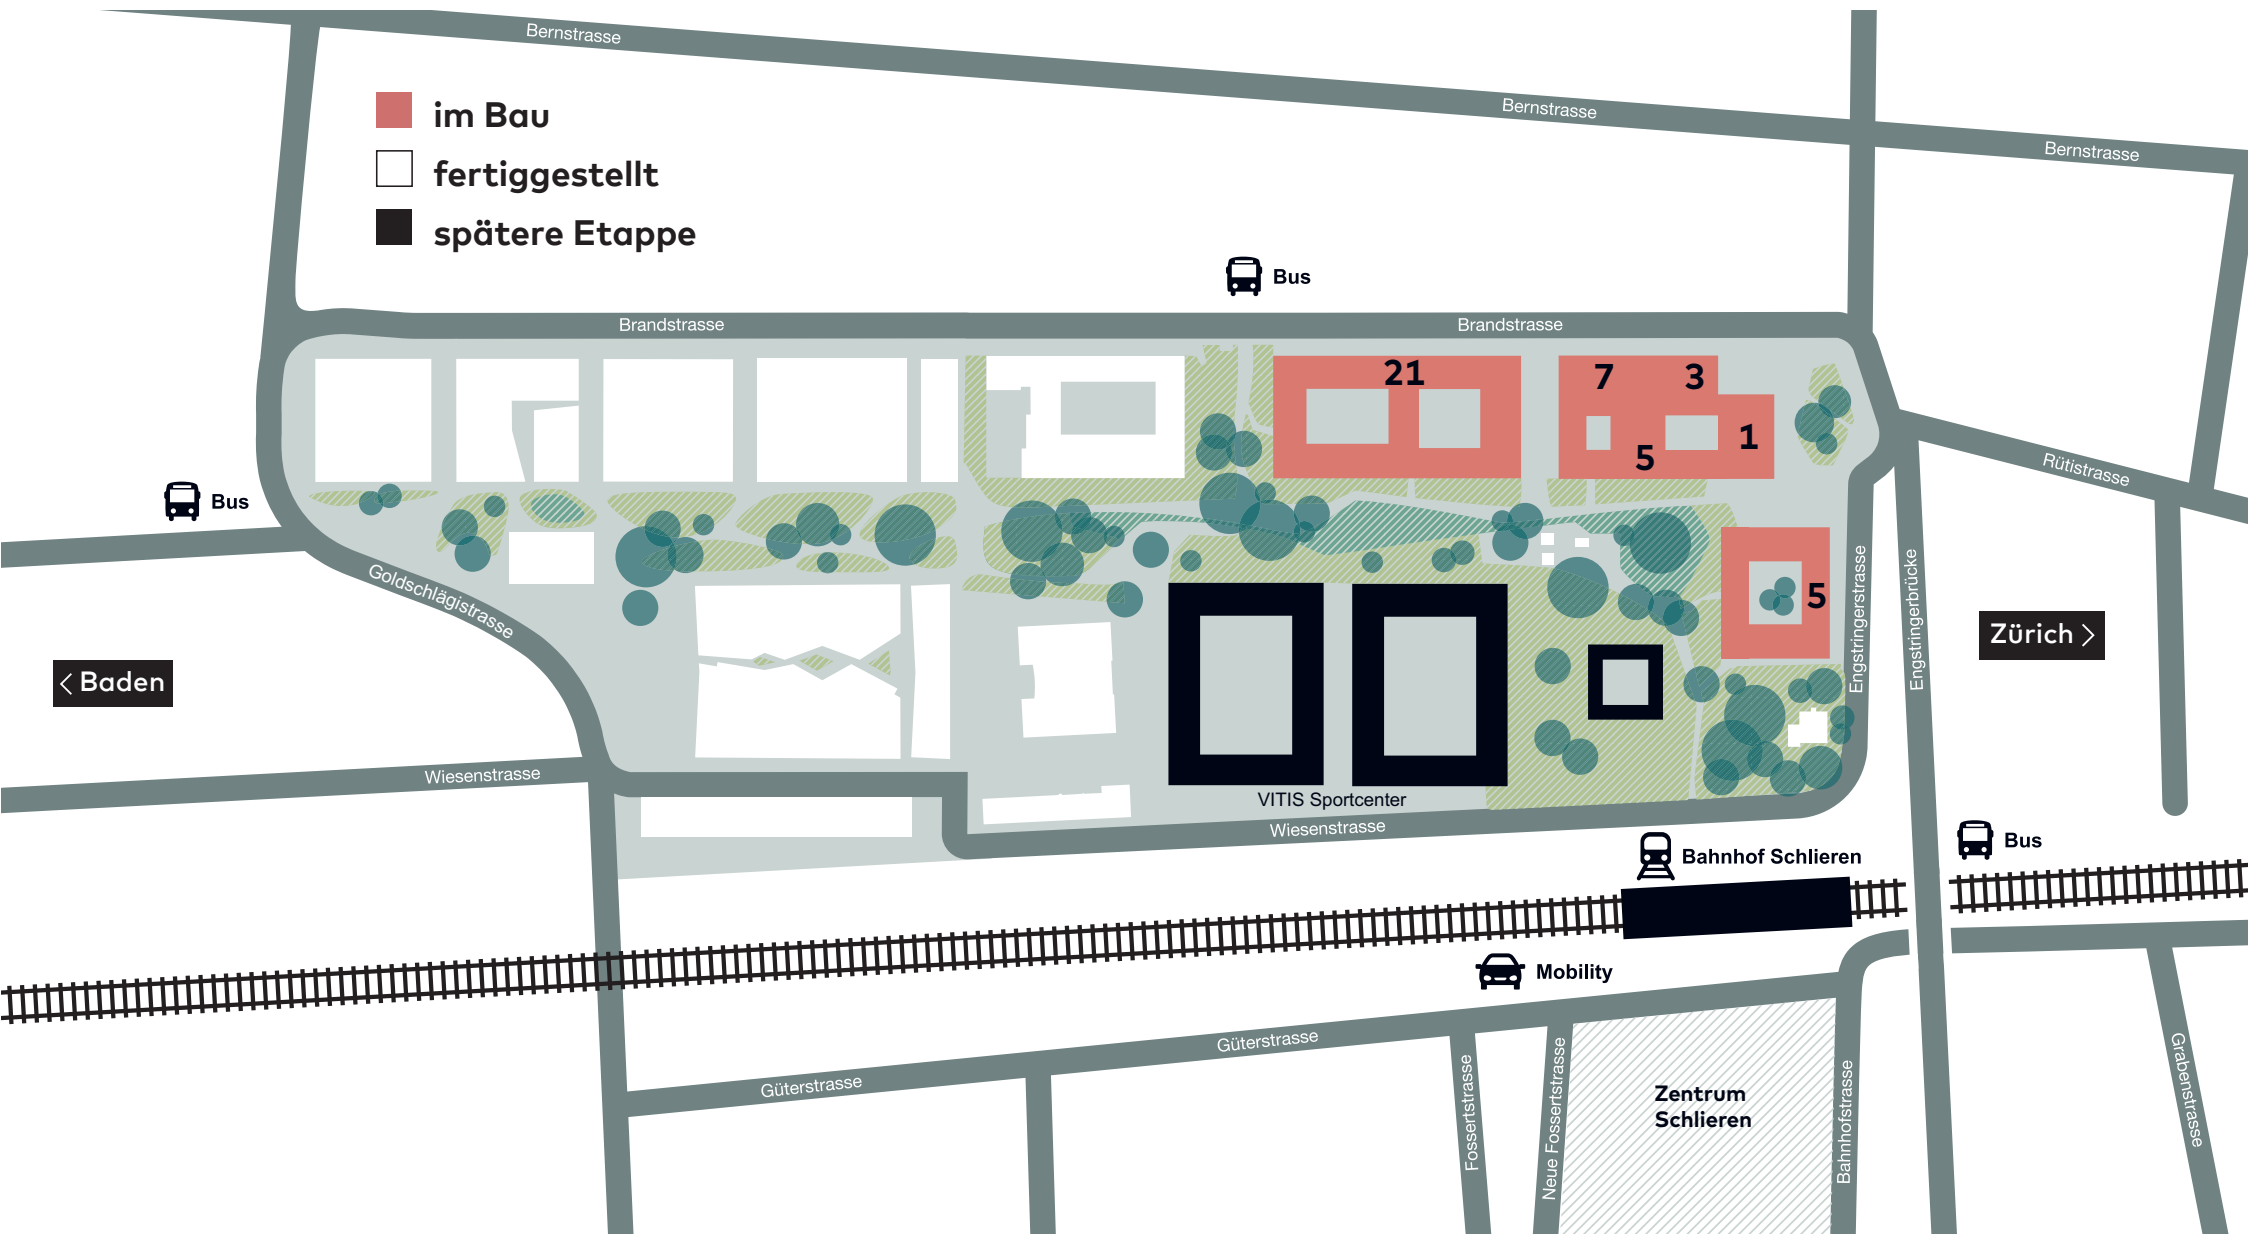 Bernstrasse
Bernstrasse
Bernstrasse
im Bau
fertiggestellt
spätere Etappe
Bus
Brandstrasse
Brandstrasse
21
7
3
1
5
Rütistrasse
Bus
Goldschlägistrasse
5
Engstringerstrasse
Engstringerbrücke
Zürich >
< Baden
Wiesenstrasse
VITIS Sportcenter
Wiesenstrasse
Bahnhof Schlieren
Bus
Mobility
Güterstrasse
Güterstrasse
Fossertstrasse
Neue Fossertstrasse
Zentrum
Schlieren
Bahnhofstrasse
Grabenstrasse